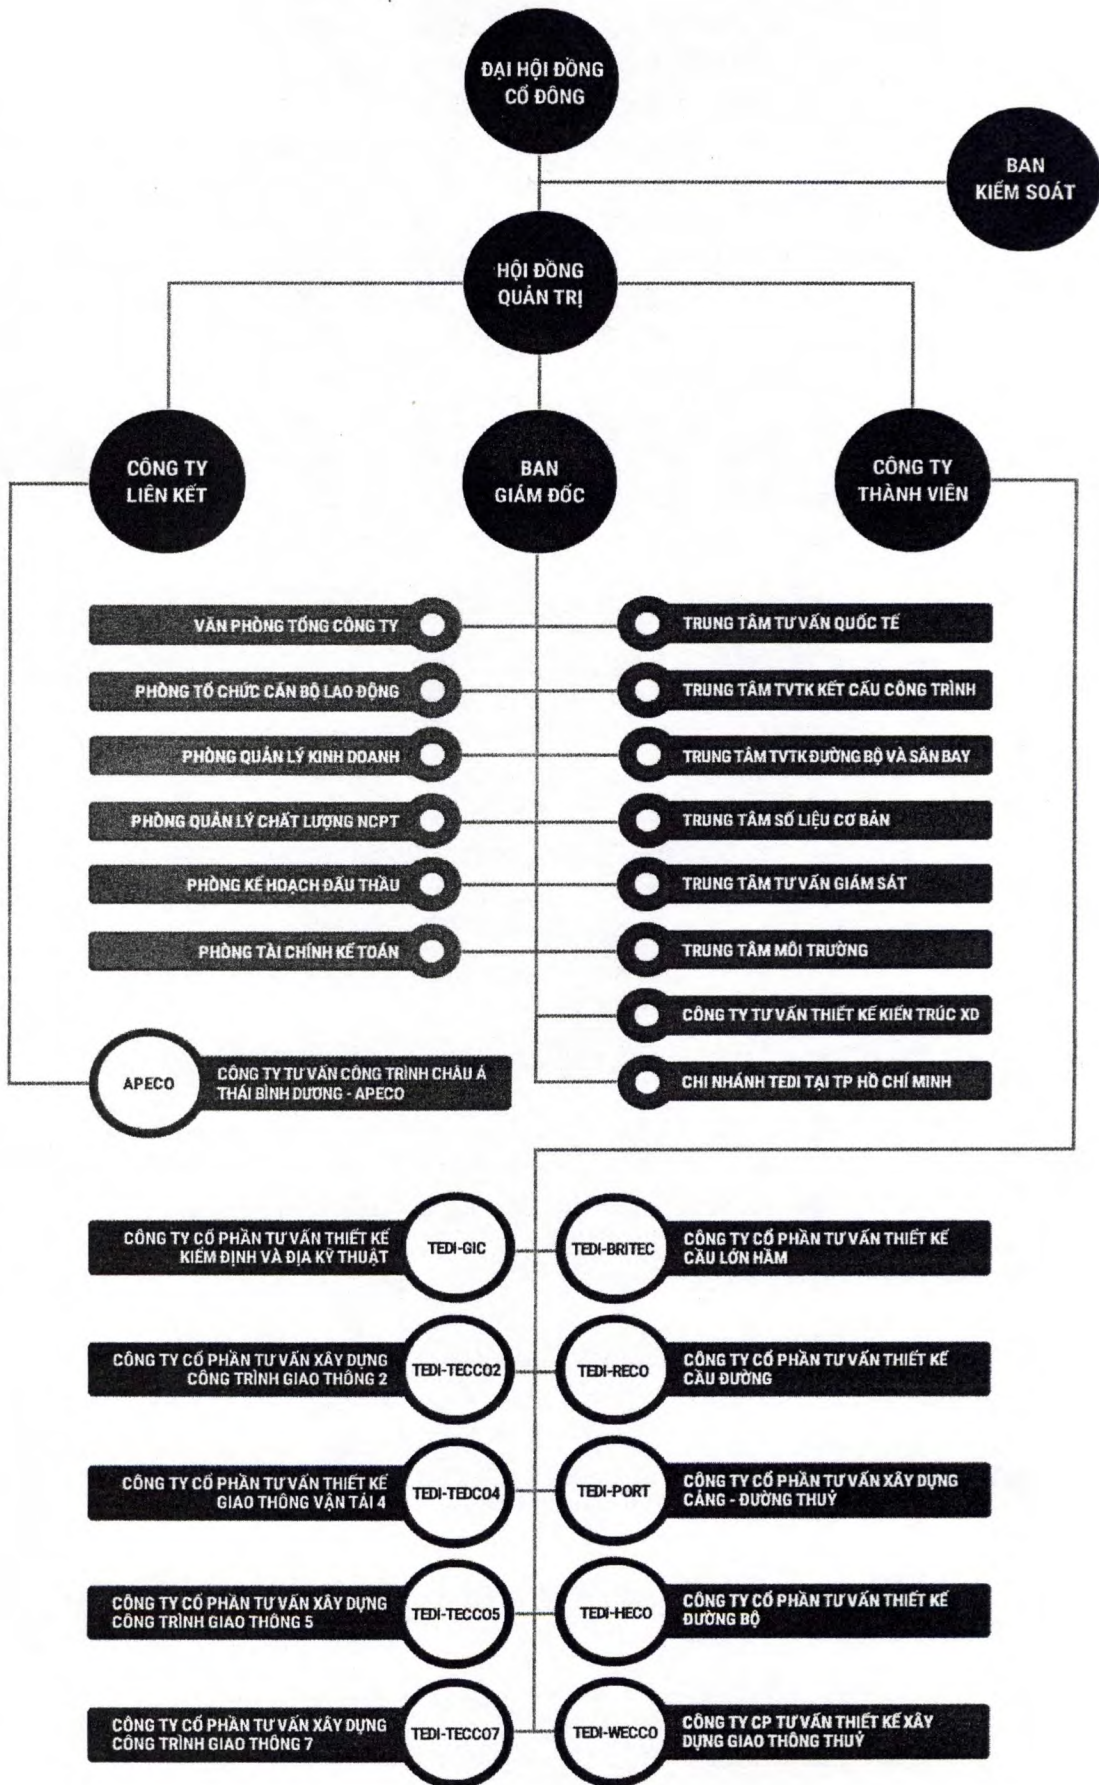 ĐẠI HỘI ĐỒNG
CỔ ĐÔNG
BAN
KIỂM SOÁT
HỘI ĐỒNG
QUẢN TRỊ
CÔNG TY
LIÊN KẾT
BAN
GIÁM ĐỐC
CÔNG TY
THÀNH VIÊN
VĂN PHÒNG TỔNG CÔNG TY
TRUNG TÂM TƯ VẤN QUỐC TẾ
PHÒNG TỔ CHỨC CÁN BỘ LAO ĐỘNG
TRUNG TÂM TVTK KẾT CẤU CÔNG TRÌNH
PHÒNG QUẢN LÝ KINH DOANH
TRUNG TÂM TVTK ĐƯỜNG BỘ VÀ SÂN BAY
PHÒNG QUẢN LÝ CHẤT LƯỢNG NCPT
TRUNG TÂM SỐ LIỆU CƠ BẢN
PHÒNG KẾ HOẠCH ĐẤU THẦU
TRUNG TÂM TƯ VẤN GIÁM SÁT
PHÒNG TÀI CHÍNH KẾ TOÁN
TRUNG TÂM MÔI TRƯỜNG
CÔNG TY TƯ VẤN THIẾT KẾ KIẾN TRÚC XD
APECO
CÔNG TY TƯ VẤN CÔNG TRÌNH CHÂU Á
THÁI BÌNH DƯƠNG - APECO
CHI NHÁNH TEDI TẠI TP HỒ CHÍ MINH
CÔNG TY CỔ PHẦN TƯ VẤN THIẾT KẾ
KIỂM ĐỊNH VÀ ĐỊA KỸ THUẬT
TEDI-GIC
TEDI-BRITEC
CÔNG TY CỔ PHẦN TƯ VẤN THIẾT KẾ
CẦU LỚN HẦM
CÔNG TY CỔ PHẦN TƯ VẤN XÂY DỰNG
CÔNG TRÌNH GIAO THÔNG 2
TEDI-TECCO2
TEDI-RECO
CÔNG TY CỔ PHẦN TƯ VẤN THIẾT KẾ
CẦU ĐƯỜNG
CÔNG TY CỔ PHẦN TƯ VẤN THIẾT KẾ
GIAO THÔNG VẬN TẢI 4
TEDI-TEDCO4
TEDI-PORT
CÔNG TY CỔ PHẦN TƯ VẤN XÂY DỰNG
CẢNG - ĐƯỜNG THUỶ
CÔNG TY CỔ PHẦN TƯ VẤN XÂY DỰNG
CÔNG TRÌNH GIAO THÔNG 5
TEDI-TECCO5
TEDI-HECO
CÔNG TY CỔ PHẦN TƯ VẤN THIẾT KẾ
ĐƯỜNG BỘ
CÔNG TY CỔ PHẦN TƯ VẤN XÂY DỰNG
CÔNG TRÌNH GIAO THÔNG 7
TEDI-TECCO7
TEDI-WECCO
CÔNG TY CP TƯ VẤN THIẾT KẾ XÂY
DỰNG GIAO THÔNG THUỶ